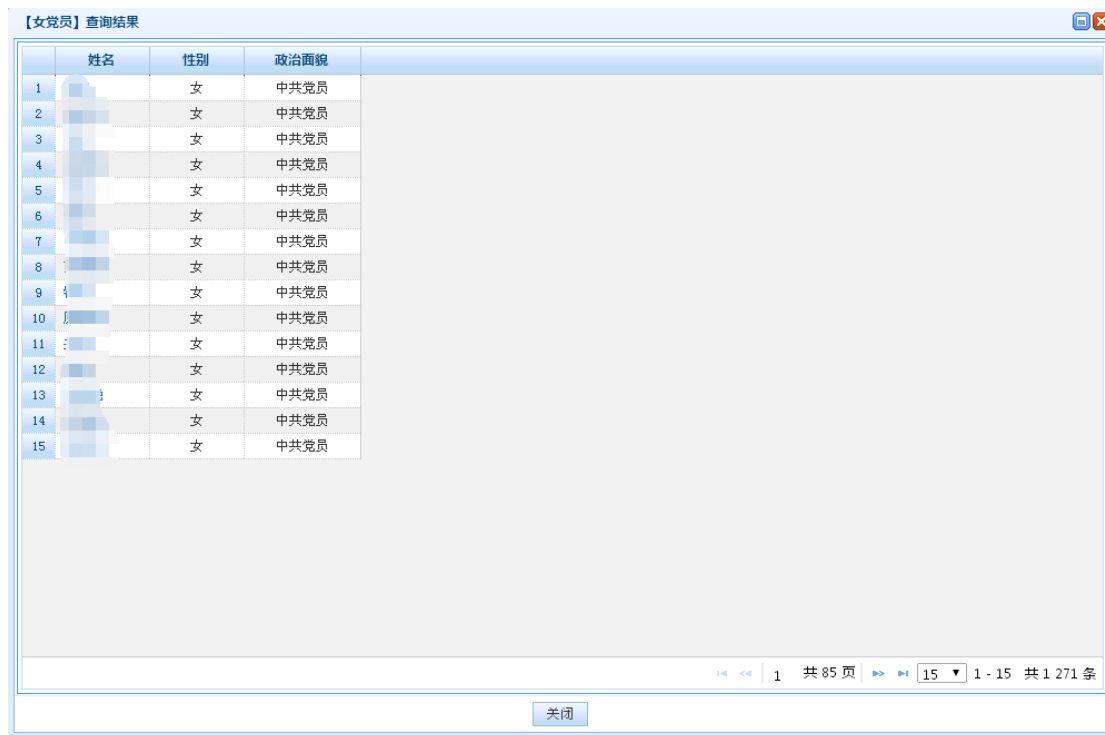 【女党员】查询结果
姓名 性别 政治面貌
1 女 中共党员
2 女 中共党员
3 女 中共党员
4 女 中共党员
5 女 中共党员
6 女 中共党员
7 女 中共党员
8 女 中共党员
9 女 中共党员
10 女 中共党员
11 女 中共党员
12 女 中共党员
13 女 中共党员
14 女 中共党员
15 女 中共党员
1 共 85 页 15 1 - 15 共 1 271 条
关闭